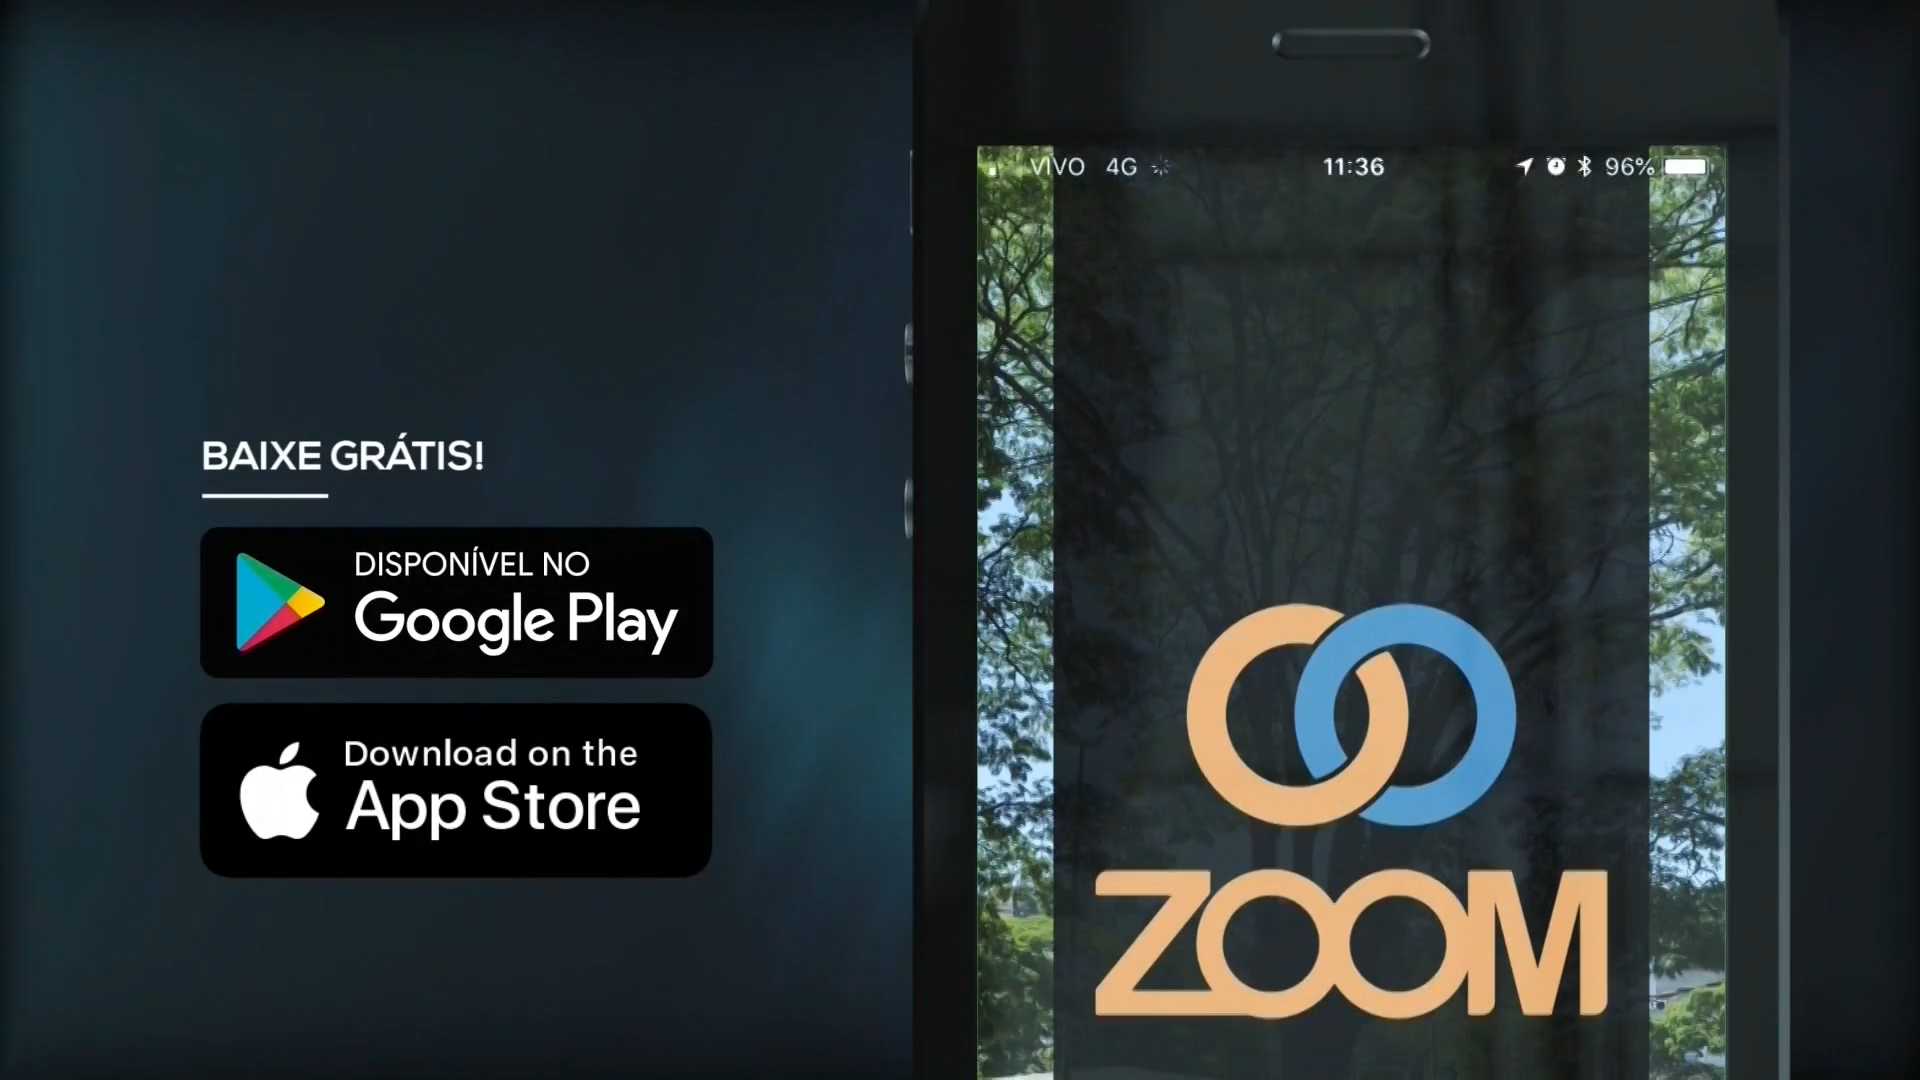 BAIXE GRÁTIS!
DISPONÍVEL NO
Google Play
Download on the
App Store
VIVO 4G 11:36 96%
ZOOM